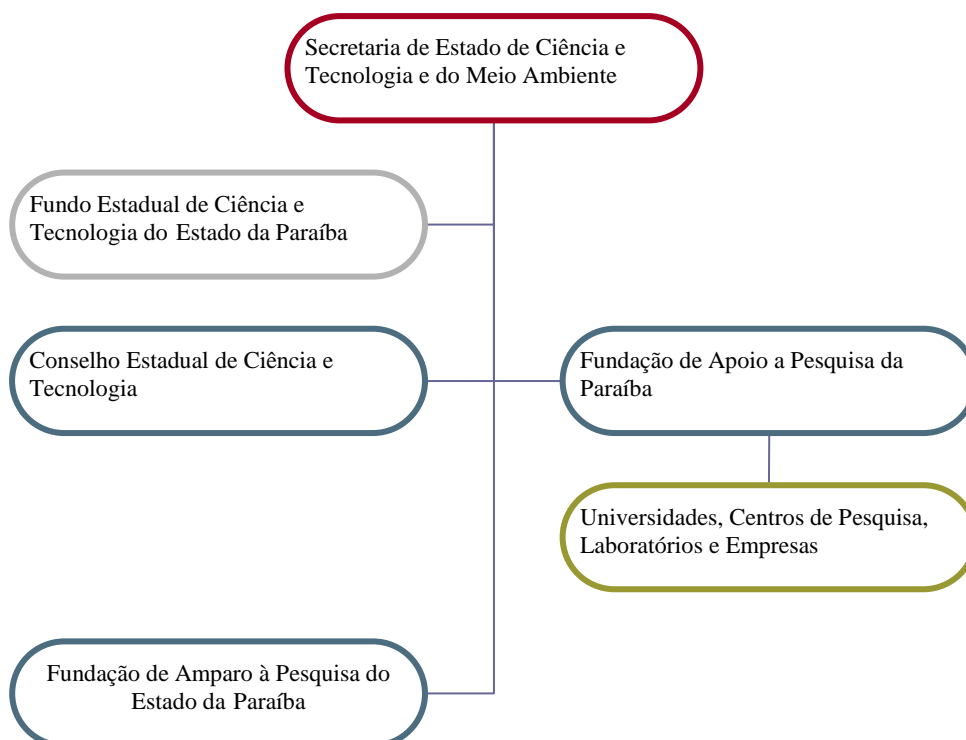 Secretaria de Estado de Ciência e
Tecnologia e do Meio Ambiente
Fundo Estadual de Ciência e
Tecnologia do Estado da Paraíba
Conselho Estadual de Ciência e
Tecnologia
Fundação de Apoio a Pesquisa da
Paraíba
Universidades, Centros de Pesquisa,
Laboratórios e Empresas
Fundação de Amparo à Pesquisa do
Estado da Paraíba